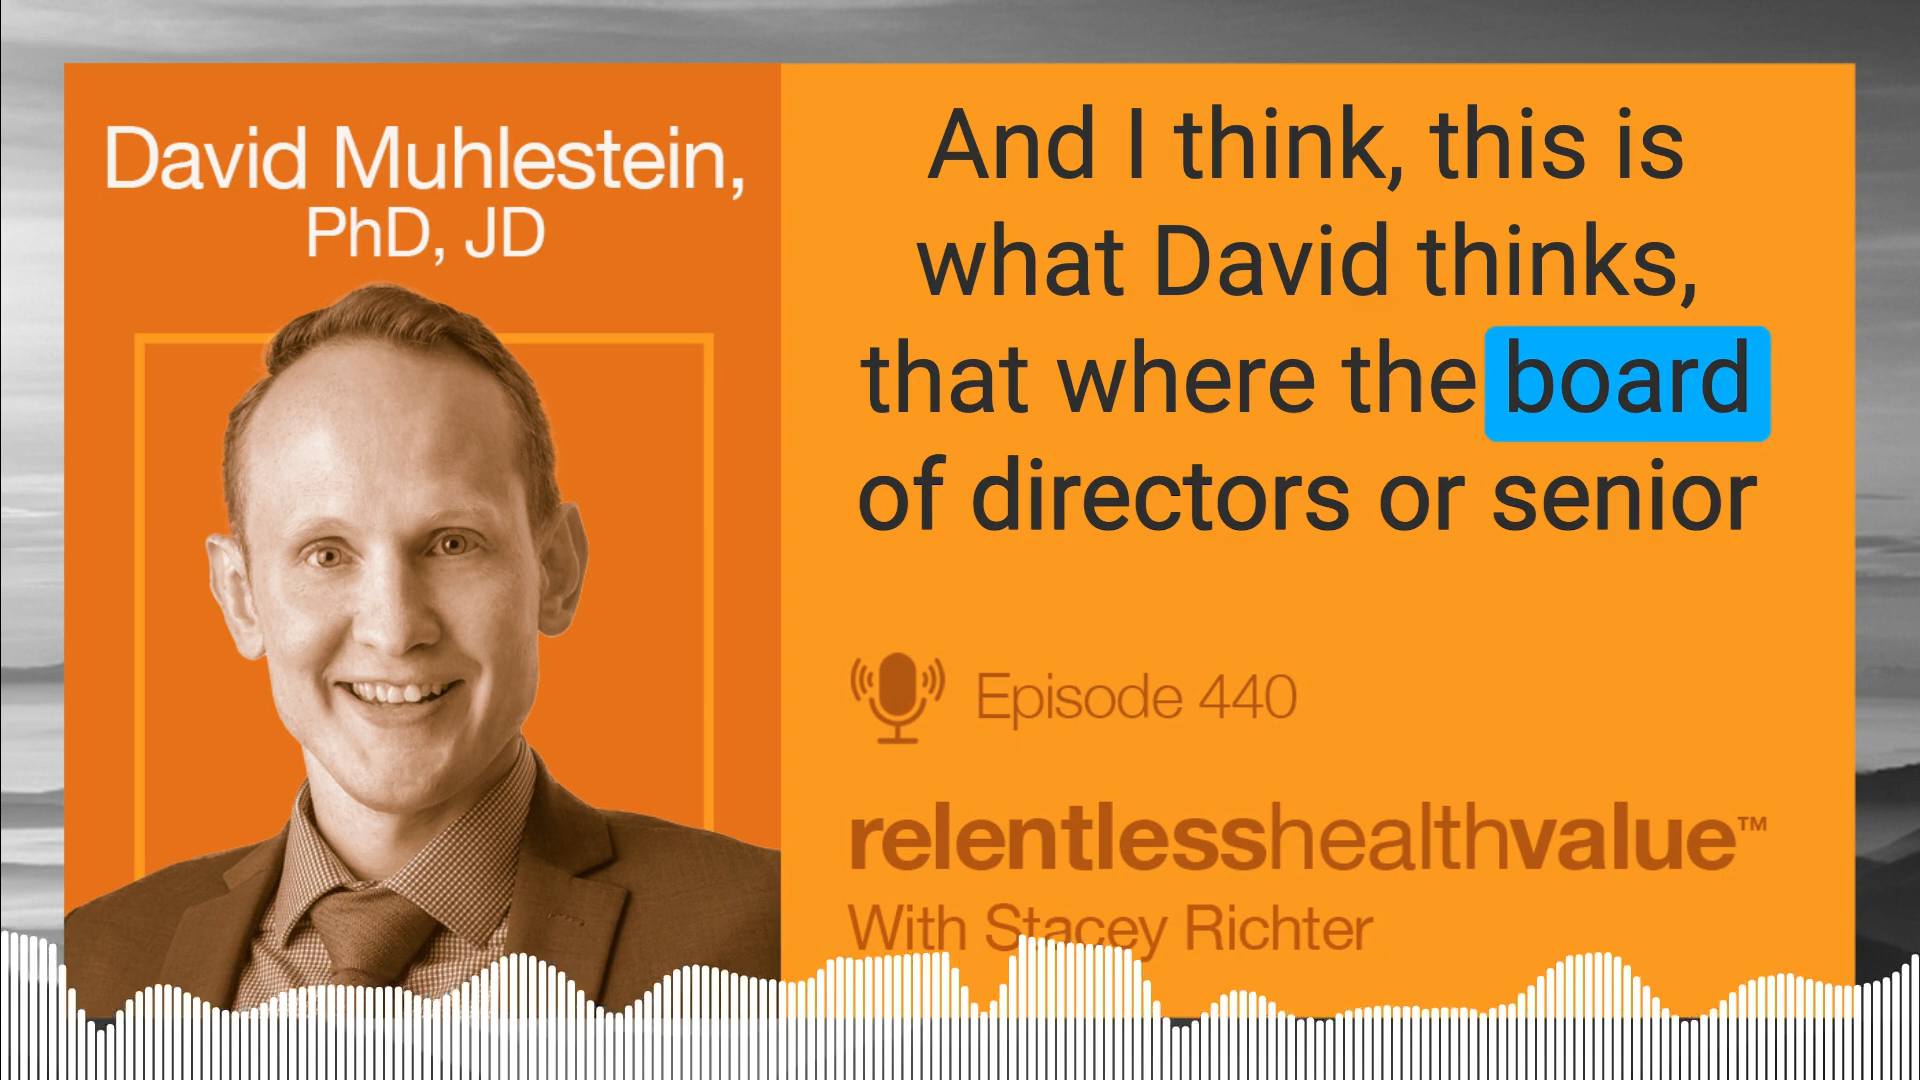 David Muhlestein,
PhD, JD
And I think, this is
what David thinks,
that where the board
of directors or senior
Episode 440
relentlesshealthvalue™
With Stacey Richter